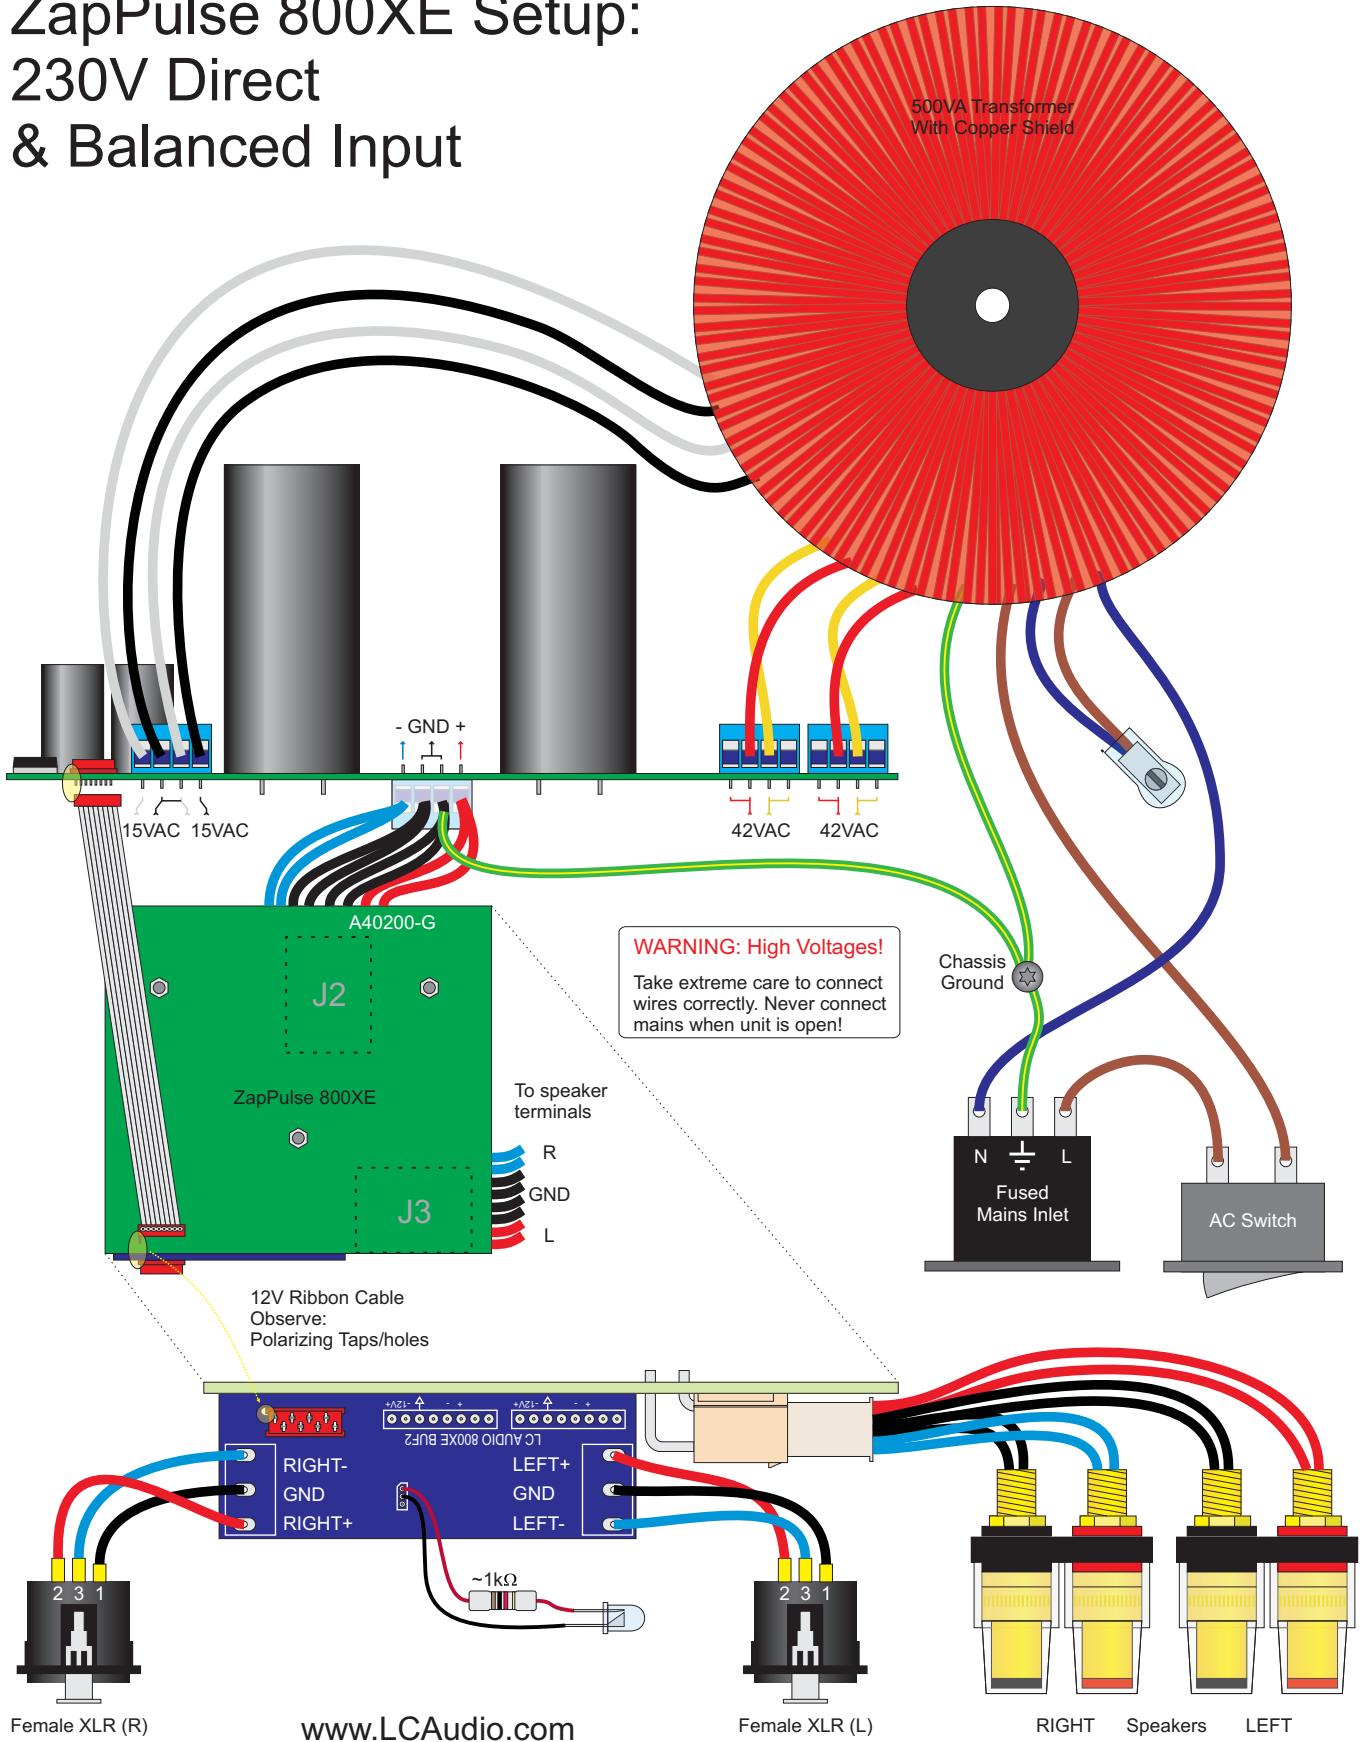 ZapPulse 800XE Setup:
230V Direct
& Balanced Input
500VA Transformer
With Copper Shield
- GND +
15VAC 15VAC
42VAC 42VAC
A40200-G
J2
ZapPulse 800XE
J3
WARNING: High Voltages!
Take extreme care to connect
wires correctly. Never connect
mains when unit is open!
Chassis
Ground
To speaker
terminals
R
GND
L
N L
Fused
Mains Inlet
AC Switch
12V Ribbon Cable
Observe:
Polarizing Taps/holes
-12V+ - +
-12V+ - +
LC AUDIO 800XE BUF2
RIGHT-
GND
RIGHT+
LEFT+
GND
LEFT-
~1kΩ
2 3 1
2 3 1
Female XLR (R)
www.LCAudio.com
Female XLR (L)
RIGHT Speakers LEFT